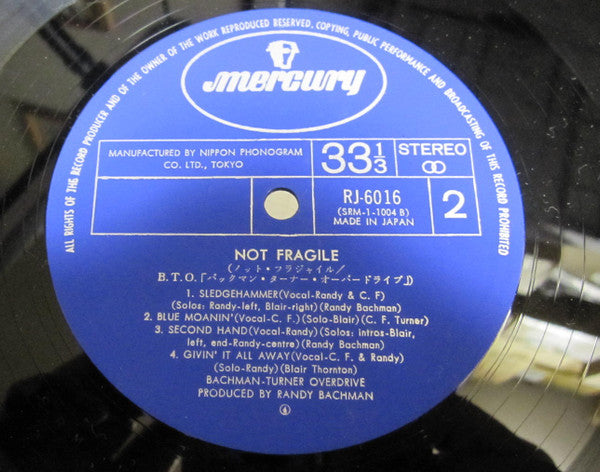 ALL RIGHTS OF THE RECORD PRODUCER AND OF THE OWNER OF THE WORK REPRODUCED RESERVED, COPYING, PUBLIC PERFORMANCE AND BROADCASTING OF THIS RECORD PROHIBITED
mercury
MANUFACTURED BY NIPPON PHONOGRAM
CO. LTD., TOKYO
33 1/3
STEREO
RJ-6016
(SRM-1-1004 B)
MADE IN JAPAN
2
NOT FRAGILE
(ノット・フラジャイル/
B.T.O.「バックマン・ターナー・オーバードライブ」)
1. SLEDGEHAMMER(Vocal-Randy & C. F)
(Solos: Randy-left, Blair-right)(Randy Bachman)
2. BLUE MOANIN'(Vocal-C. F.)(Solo-Blair) (C. F. Turner)
3. SECOND HAND(Vocal-Randy) (Solos: intros-Blair,
left, end-Randy-centre) (Randy Bachman)
4. GIVIN' IT ALL AWAY(Vocal-C. F. & Randy)
(Solo-Randy)(Blair Thornton)
BACHMAN-TURNER OVERDRIVE
PRODUCED BY RANDY BACHMAN